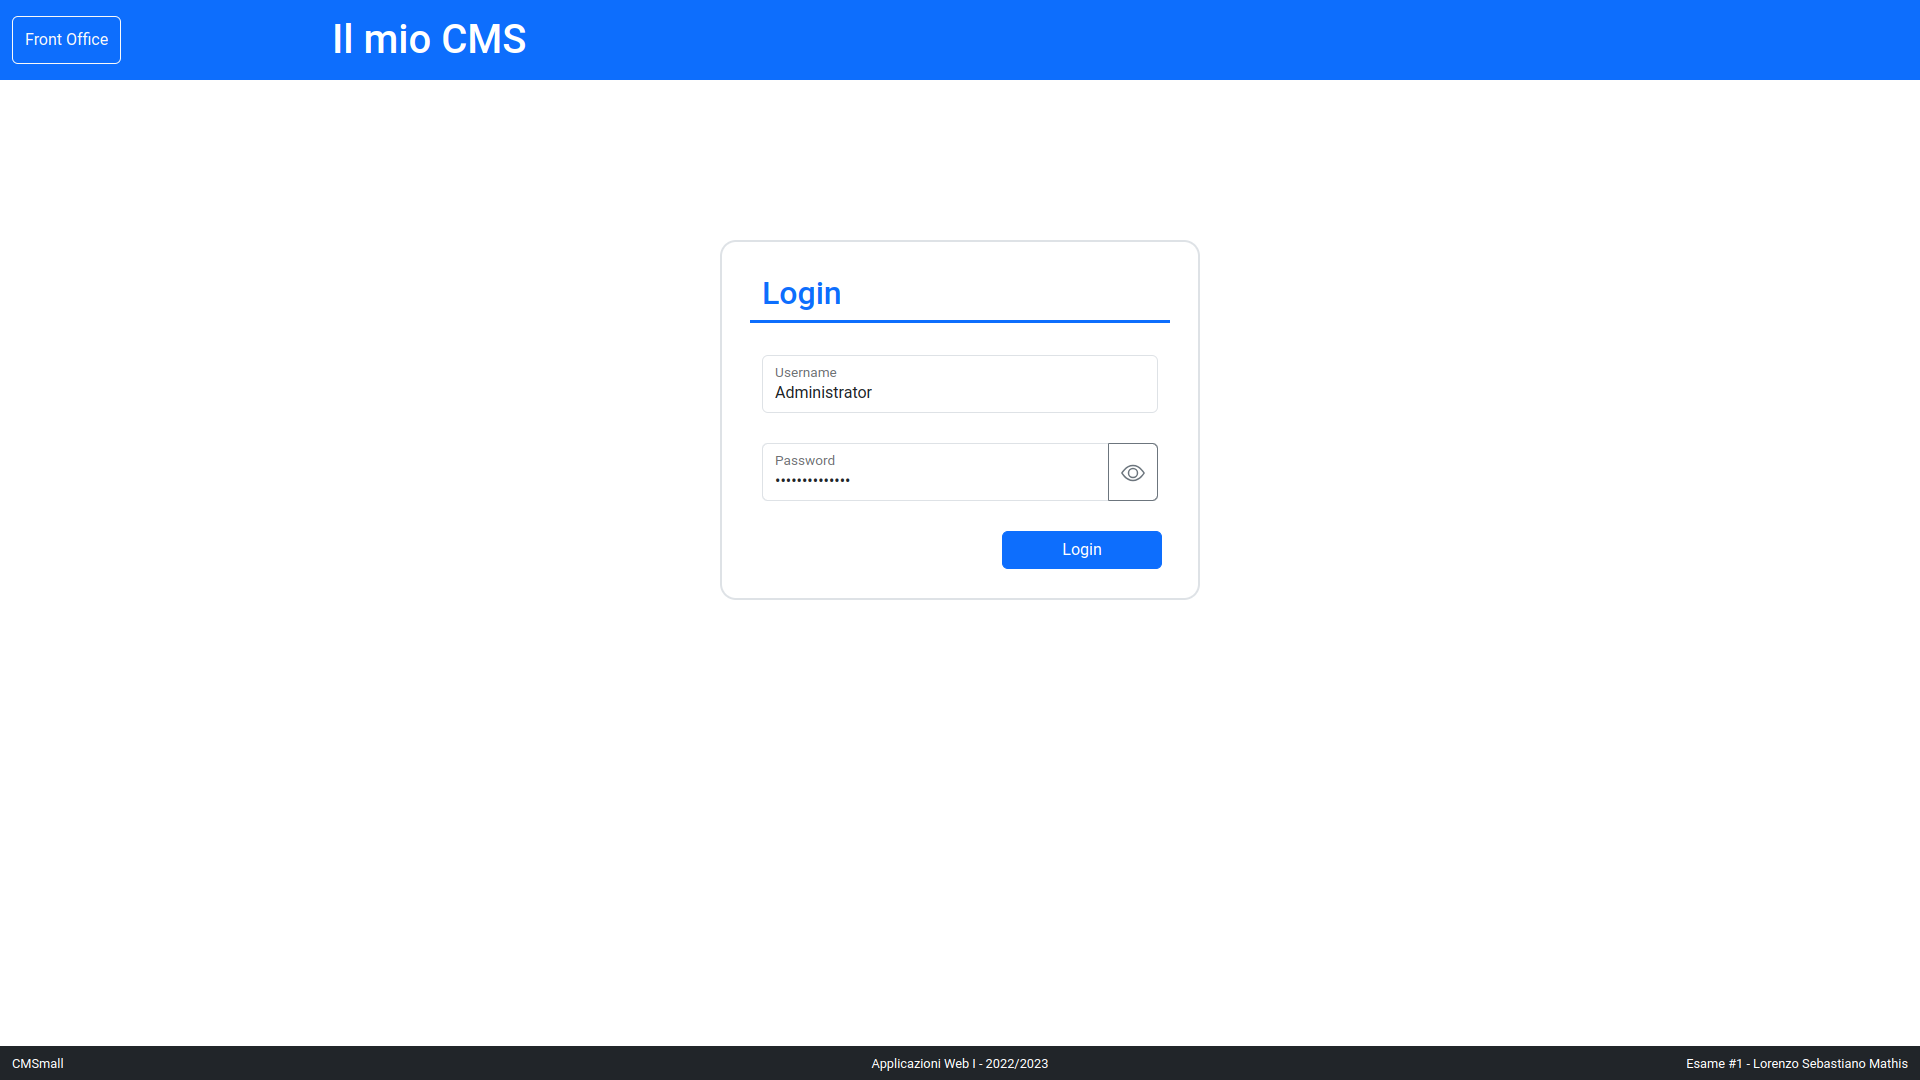 Front Office
Il mio CMS
Login
Username
Administrator
Password
••••••••••••••
Login
CMSmall
Applicazioni Web I - 2022/2023
Esame #1 - Lorenzo Sebastiano Mathis